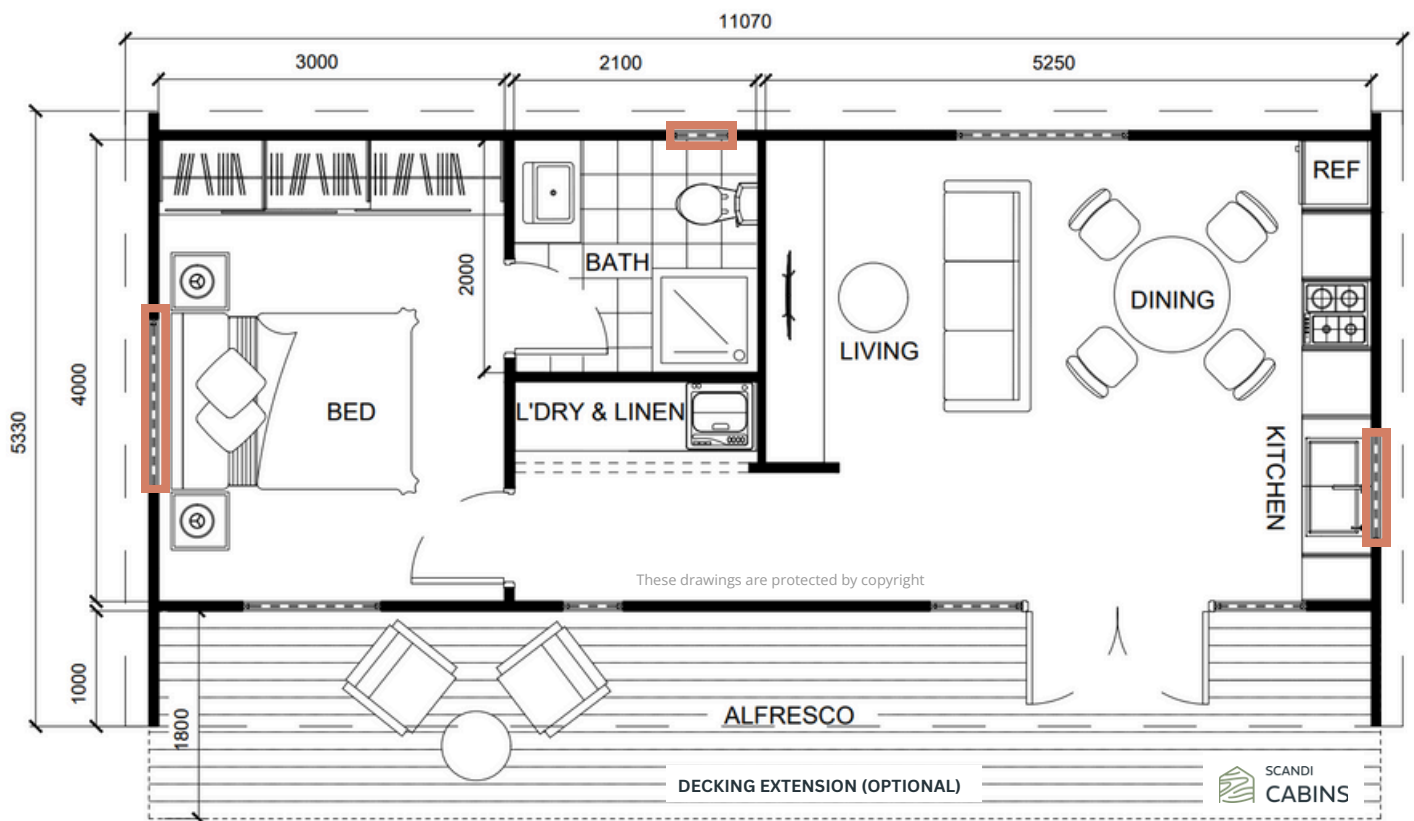 11070
3000
2100
5250
REF
BATH
2000
DINING
LIVING
4000
BED
L'DRY & LINEN
5330
KITCHEN
These drawings are protected by copyright
1000
1800
ALFRESCO
DECKING EXTENSION (OPTIONAL)
SCANDI
CABINS